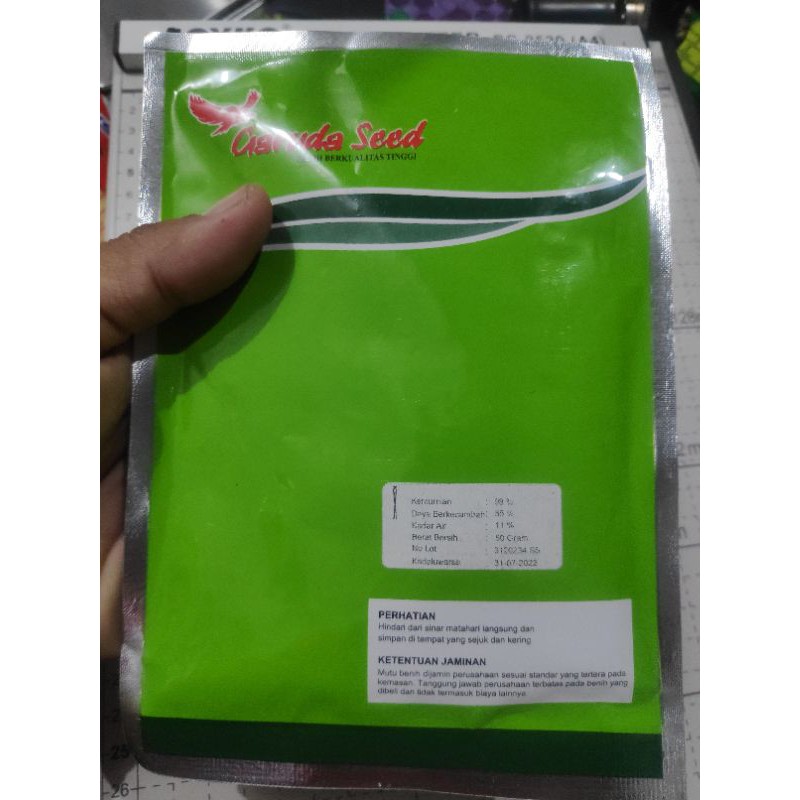 (A4)
Garuda Seed
BERKUALITAS TINGGI
Kemurnian : 99 %
Daya Berkecambah :
Kadar Air : 11 %
Berat Bersih : 50 Gram
No Lot :
Kadaluwarsa : 31-07-2022
PERHATIAN
Hindari dari sinar matahari langsung dan
simpan di tempat yang sejuk dan kering
KETENTUAN JAMINAN
Mutu benih dijamin perusahaan sesuai standar yang tertera pada
kemasan. Tanggung jawab perusahaan terbatas pada benih yang
dibeli dan tidak termasuk biaya lainnya